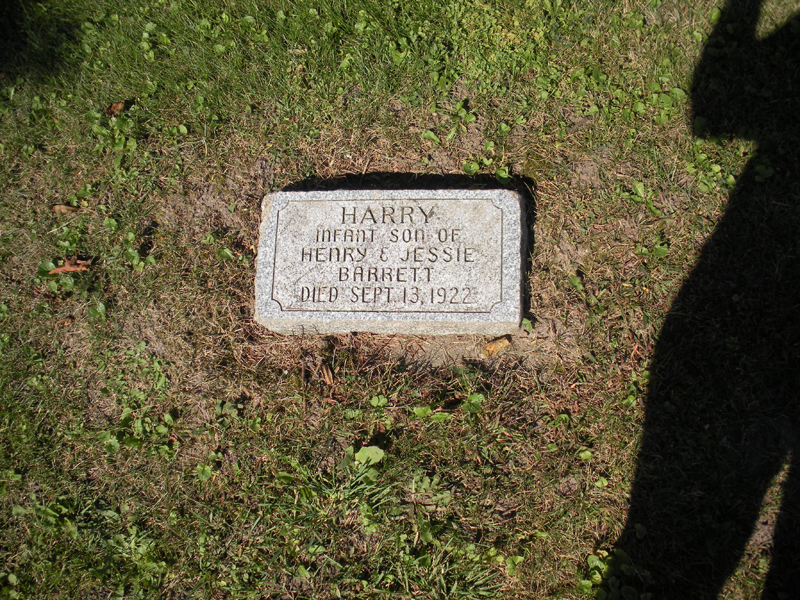 HARRY
INFANT SON OF
HENRY & JESSIE
BARRETT
DIED SEPT. 13, 1922